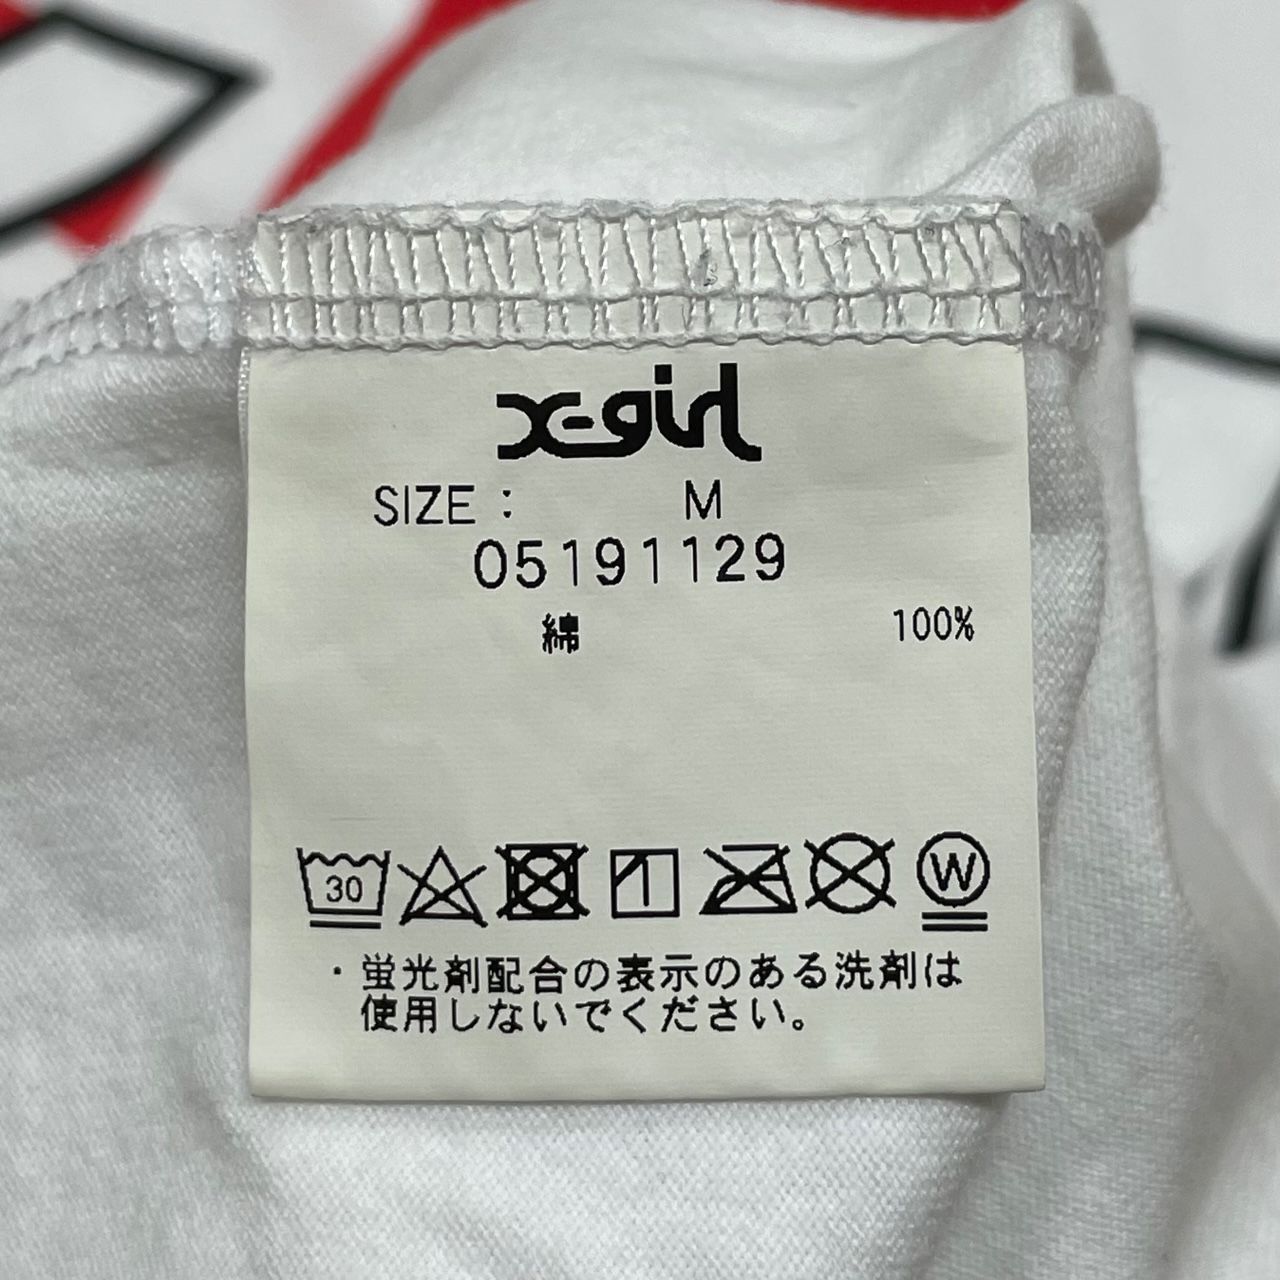 X-girl
SIZE : M
05191129
綿 100%
30 W
・蛍光剤配合の表示のある洗剤は
使用しないでください。